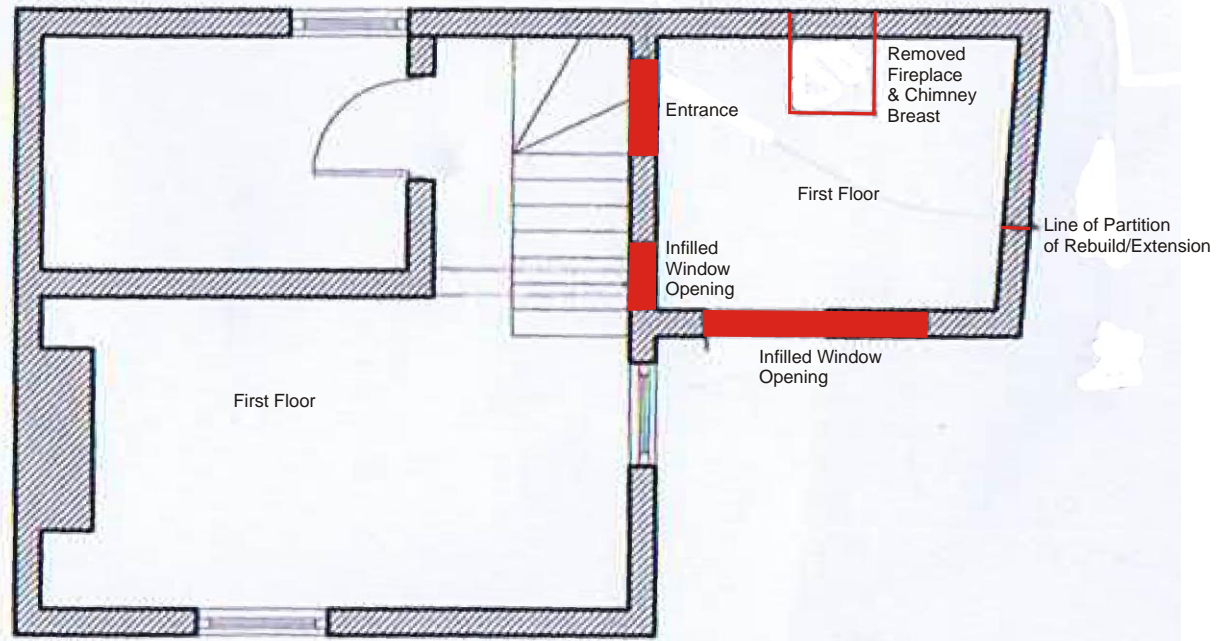 Removed
Fireplace
& Chimney
Breast
Entrance
First Floor
Line of Partition
of Rebuild/Extension
Infilled
Window
Opening
Infilled Window
Opening
First Floor